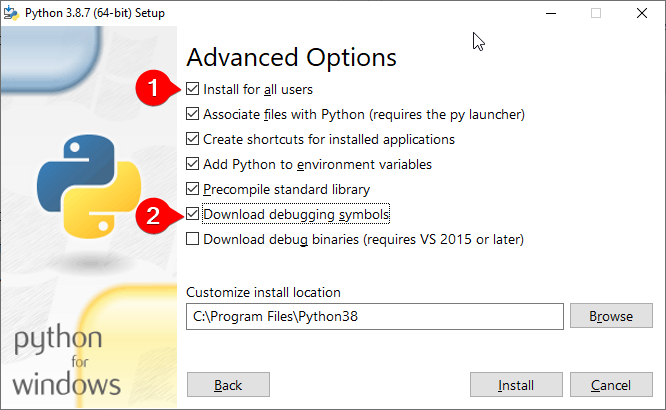 Python 3.8.7 (64-bit) Setup
Advanced Options
1
Install for all users
Associate files with Python (requires the py launcher)
Create shortcuts for installed applications
Add Python to environment variables
Precompile standard library
2
Download debugging symbols
Download debug binaries (requires VS 2015 or later)
Customize install location
C:\Program Files\Python38
Browse
python
for
windows
Back
Install
Cancel